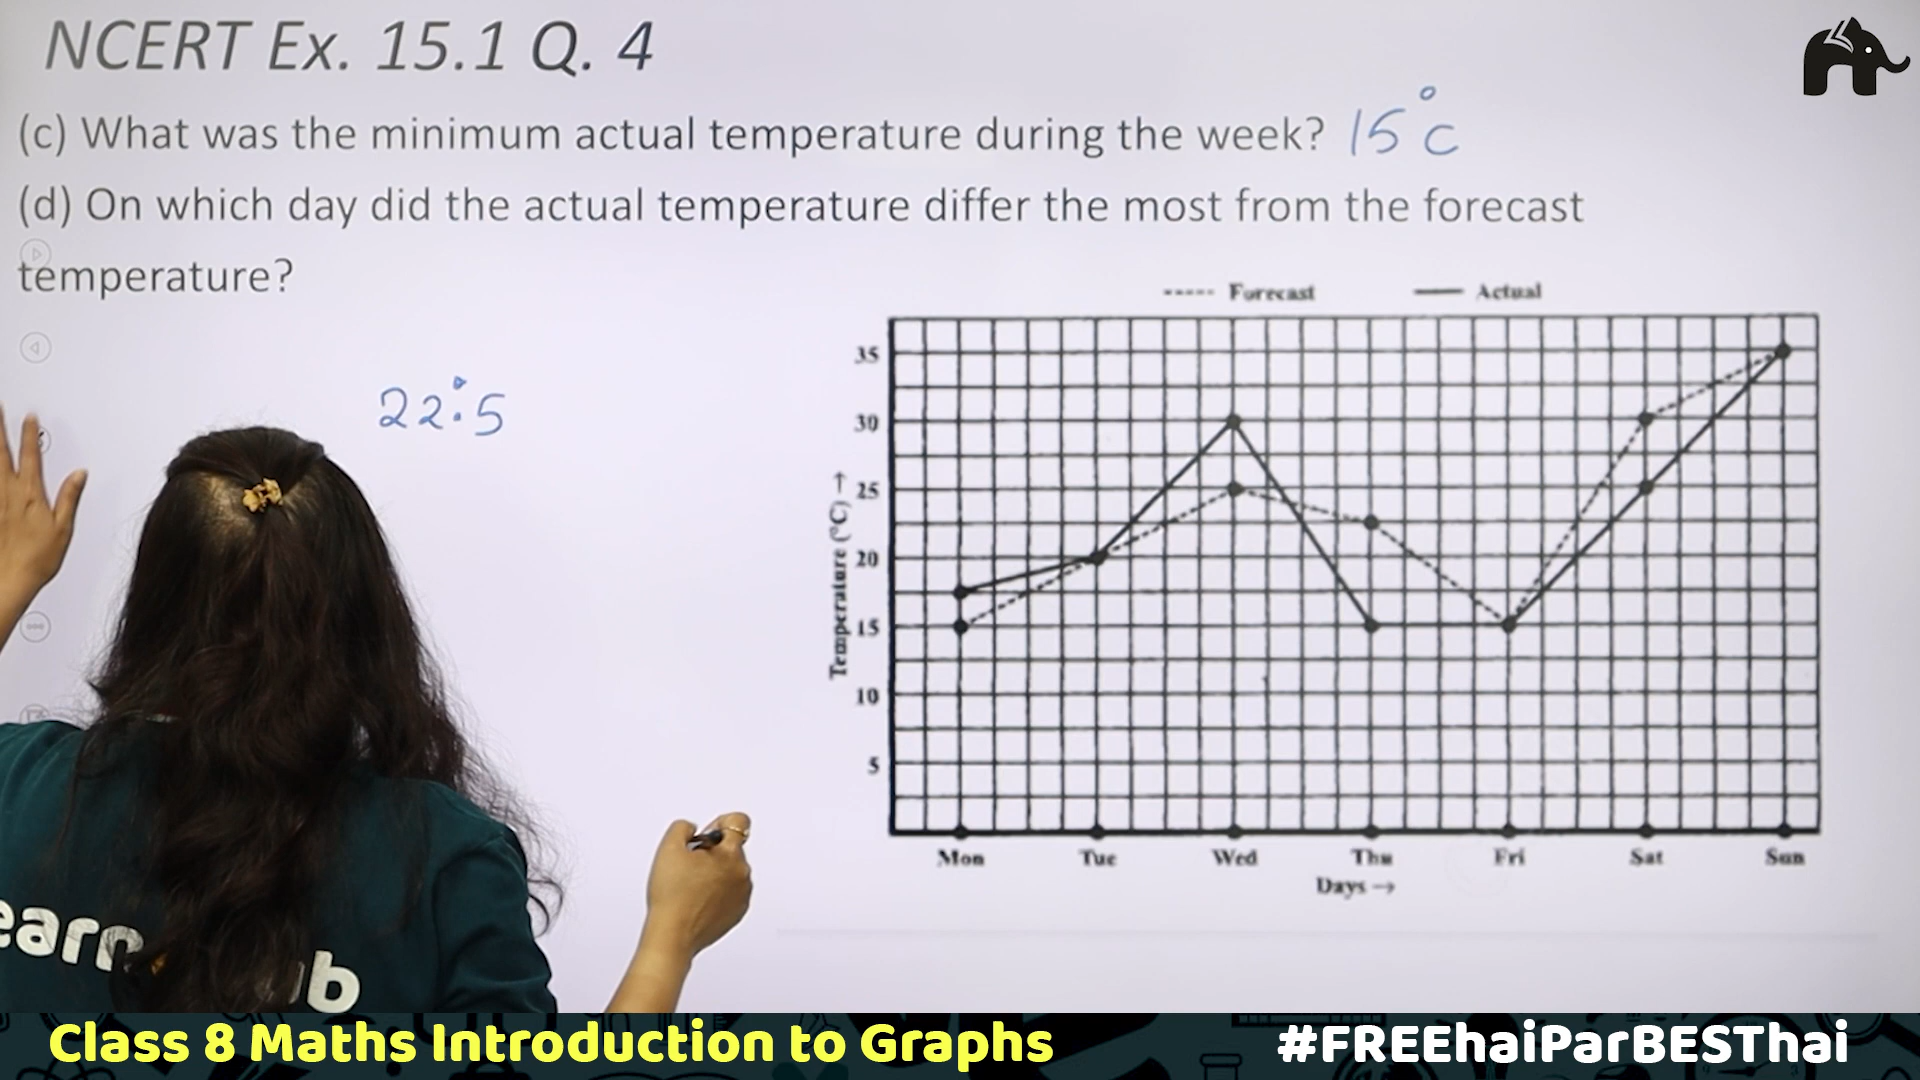 NCERT Ex. 15.1 Q. 4
(c) What was the minimum actual temperature during the week? 15°C
(d) On which day did the actual temperature differ the most from the forecast
temperature?
Forecast Actual
22.5
35
30
25
20
15
10
5
Temperature (°C) →
Mon Tue Wed Thu Fri Sat Sun
Days →
earn
b
Class 8 Maths Introduction to Graphs #FREEhaiParBESThai